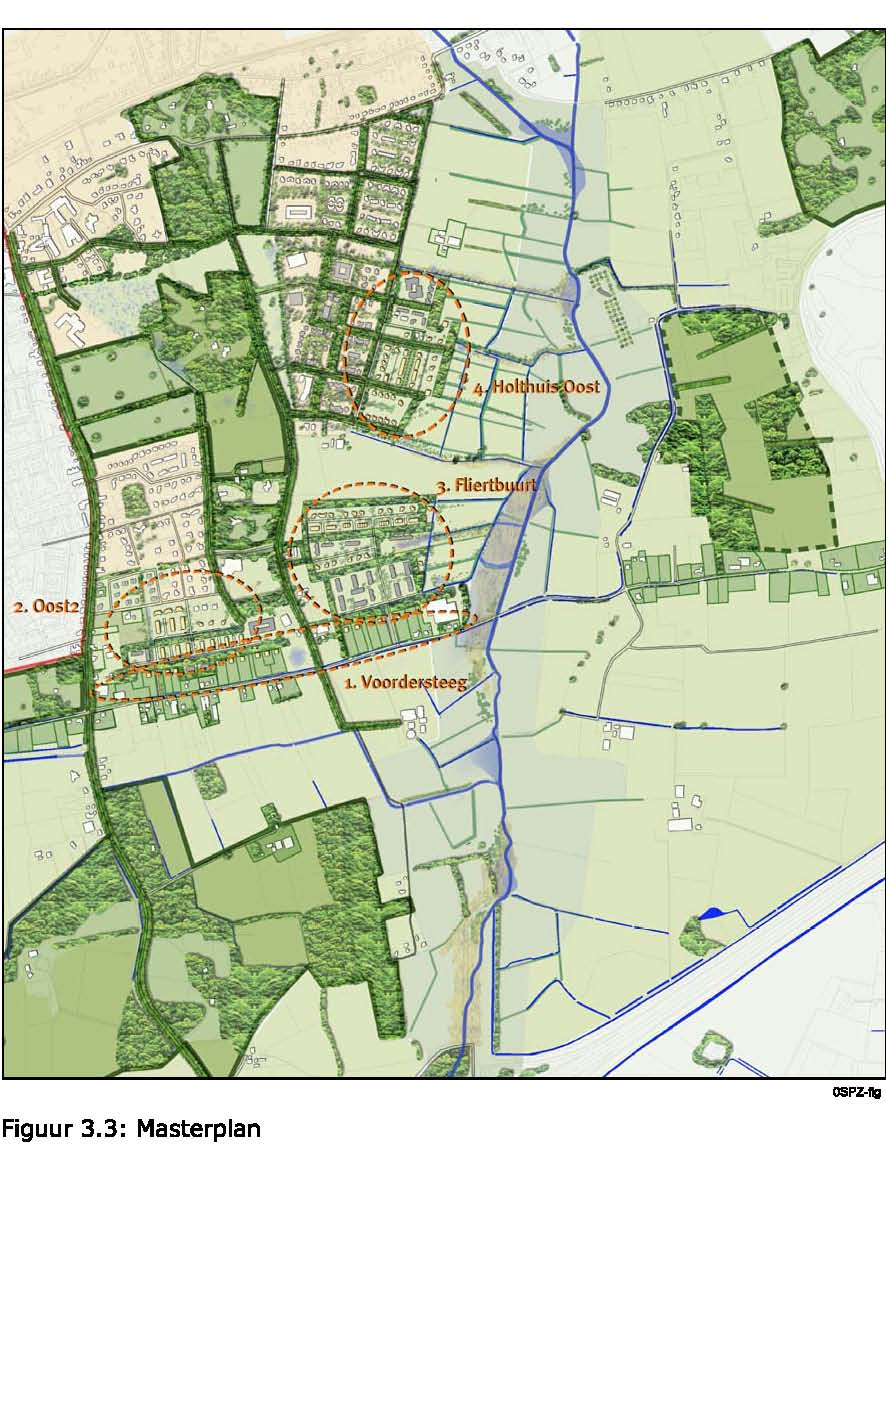 4. Holthuis Oost
3. Fliertbuurt
2. Oost2
1. Voordersteeg
0SPZ-fig
Figuur 3.3: Masterplan